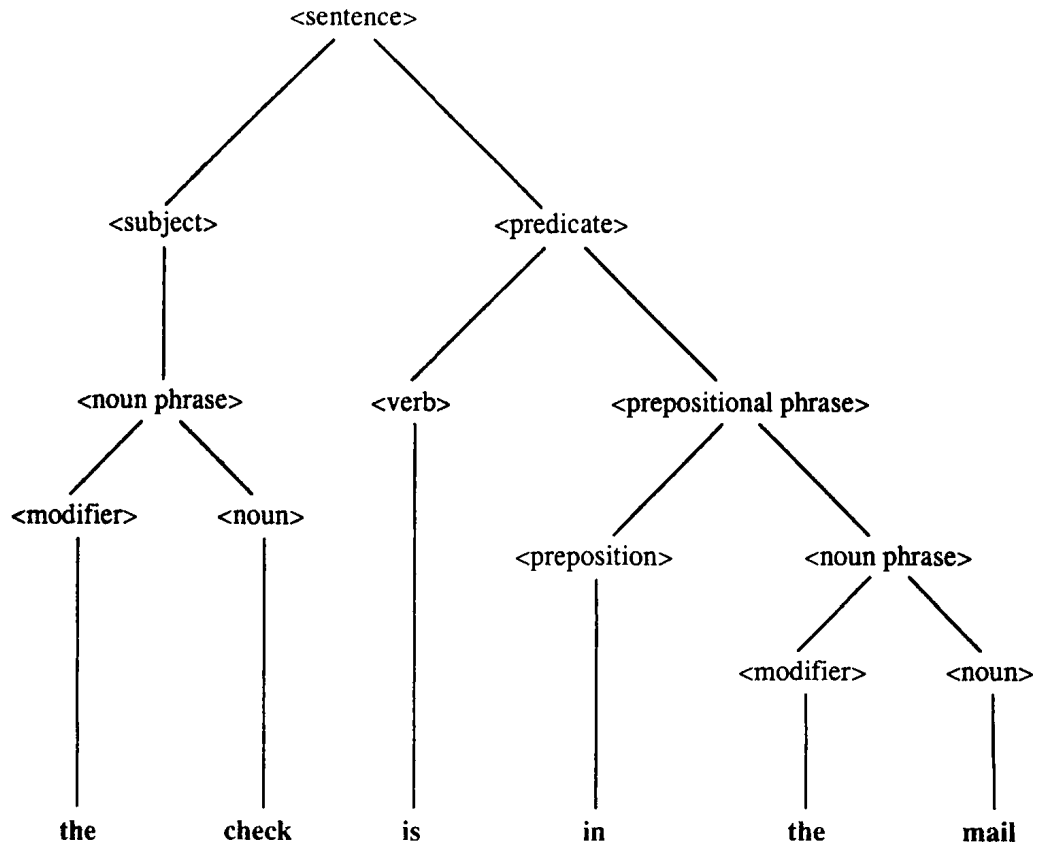 <sentence>
<subject> <predicate>
<noun phrase> <verb> <prepositional phrase>
<modifier> <noun>
<preposition> <noun phrase>
<modifier> <noun>
the check is in the mail